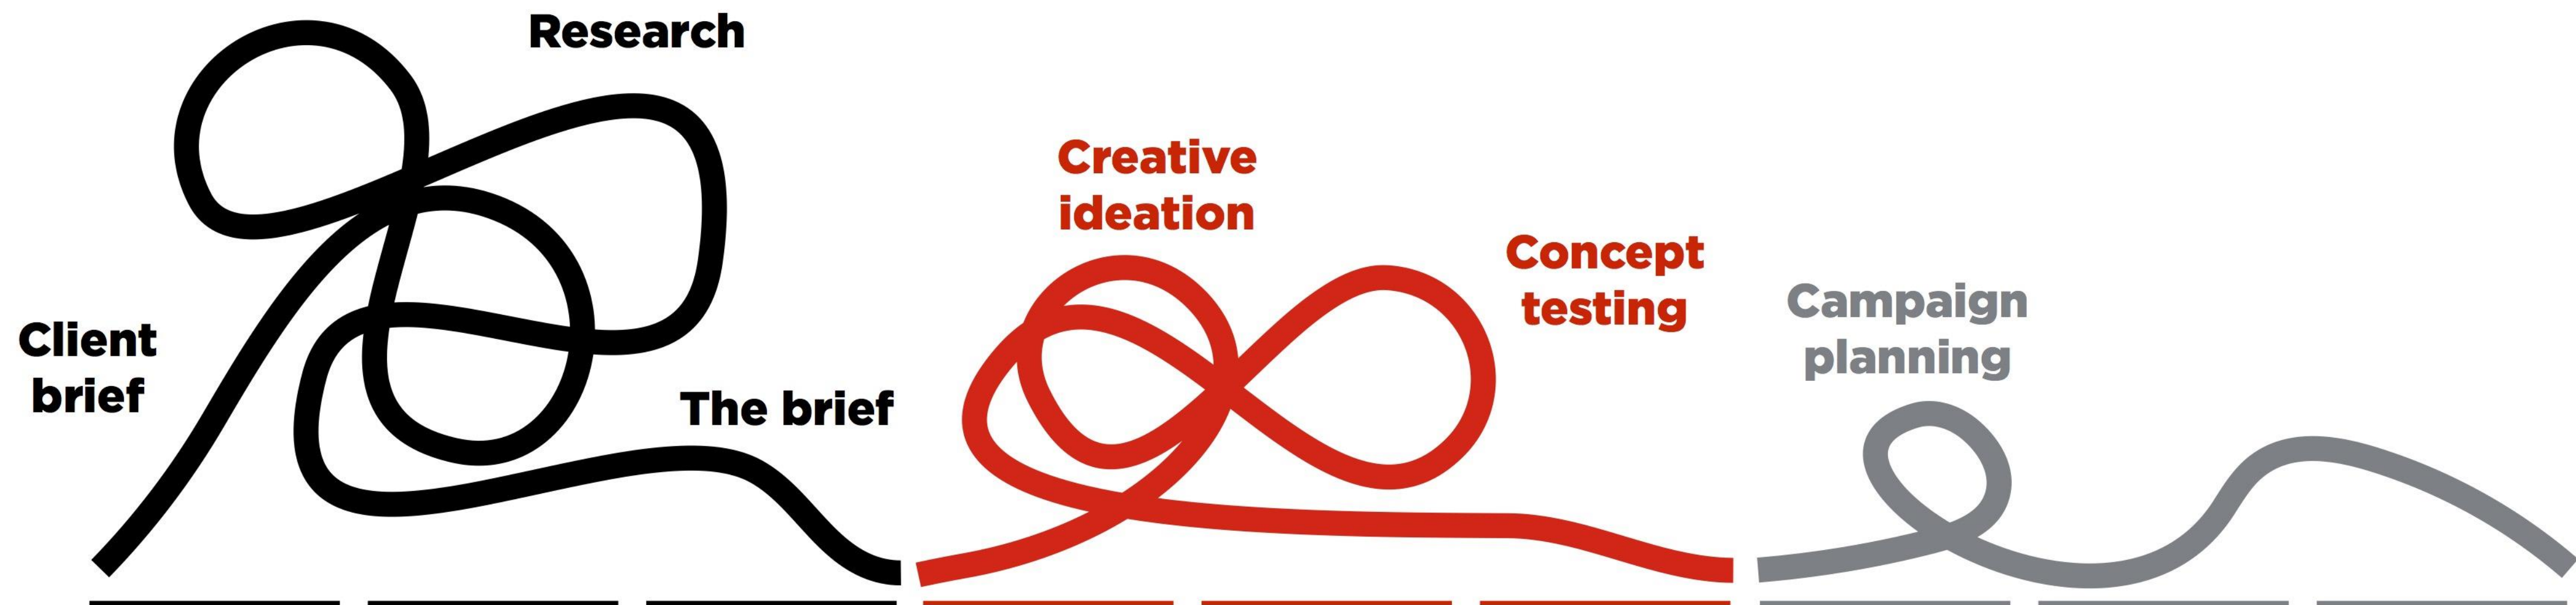 Research
Client
brief
The brief
Creative
ideation
Concept
testing
Campaign
planning